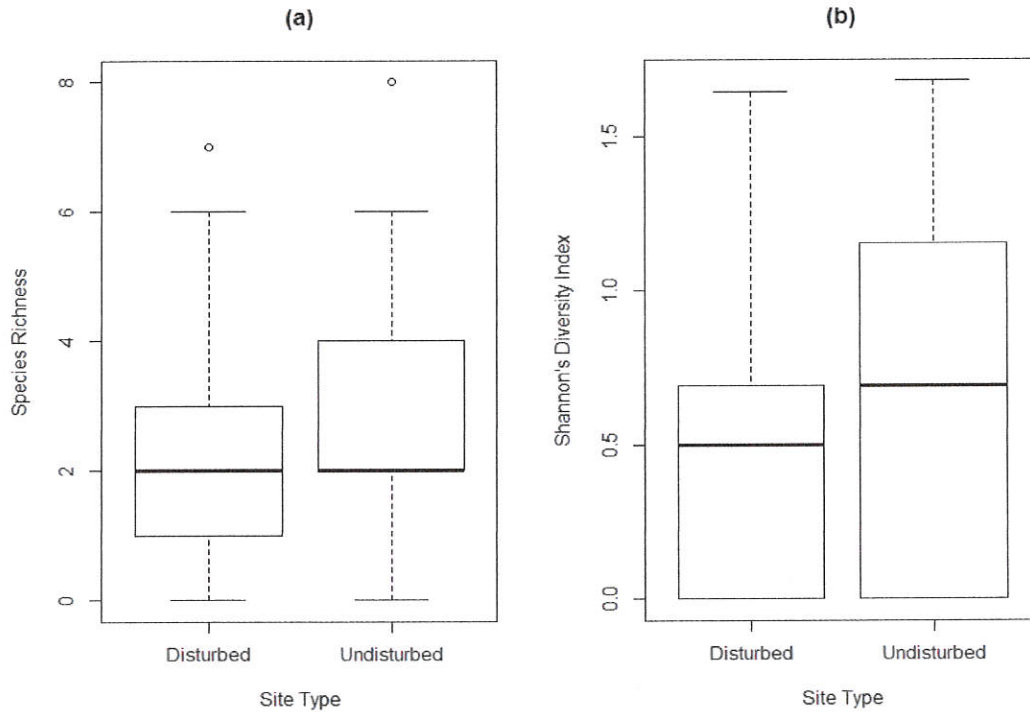 (a)
8
6
4
2
0
Species Richness
Disturbed
Undisturbed
Site Type
(b)
1.5
1.0
0.5
0.0
Shannon's Diversity Index
Disturbed
Undisturbed
Site Type